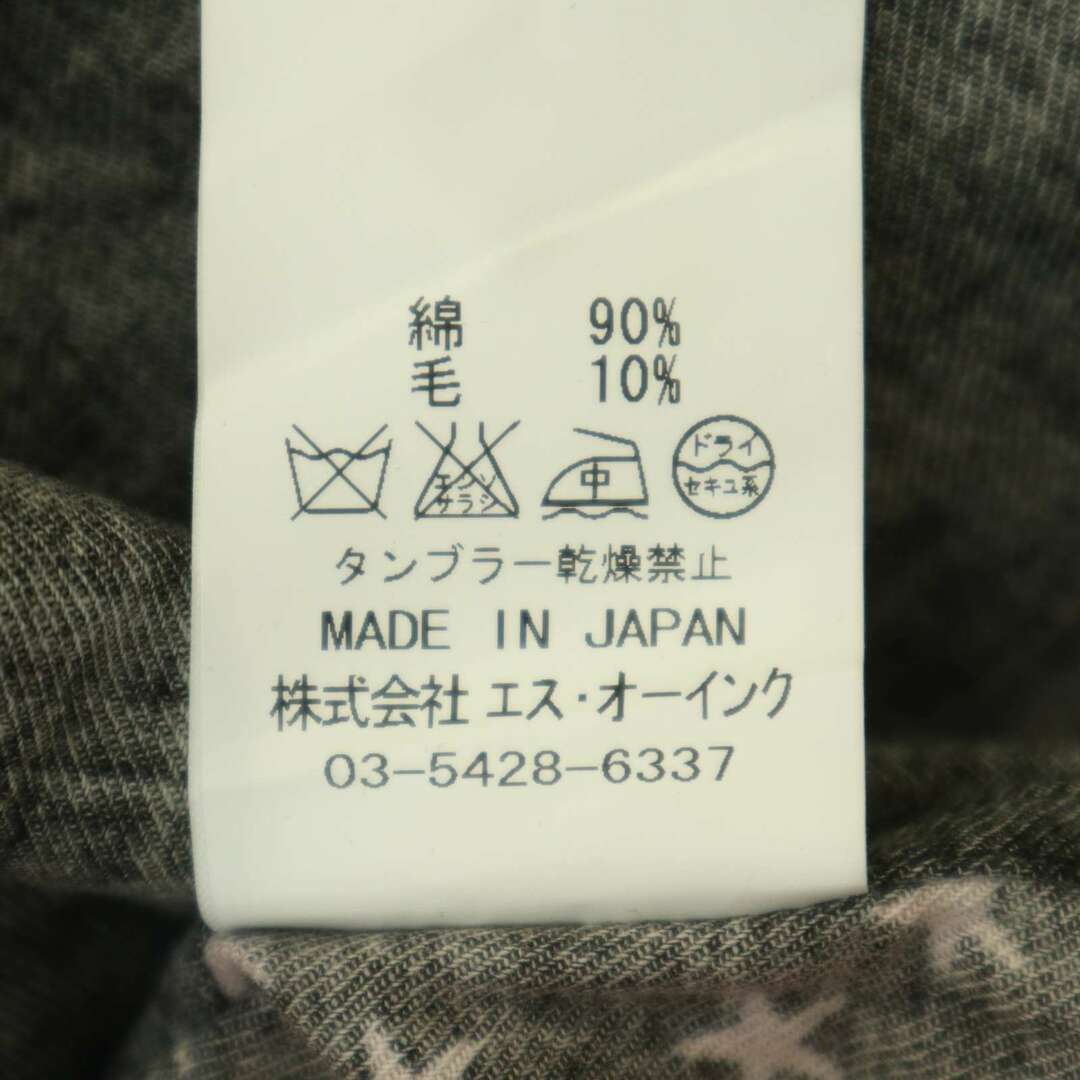 綿 90%
毛 10%
エンソ
サラシ
中
ドライ
セキユ系
タンブラー乾燥禁止
MADE IN JAPAN
株式会社 エス・オーインク
03-5428-6337